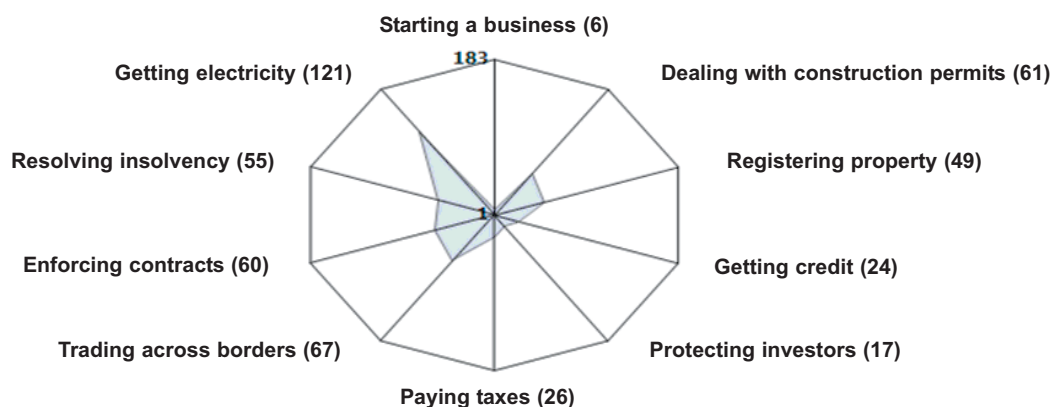 Starting a business (6)
183
Getting electricity (121)
Dealing with construction permits (61)
Resolving insolvency (55)
Registering property (49)
1
Enforcing contracts (60)
Getting credit (24)
Trading across borders (67)
Protecting investors (17)
Paying taxes (26)